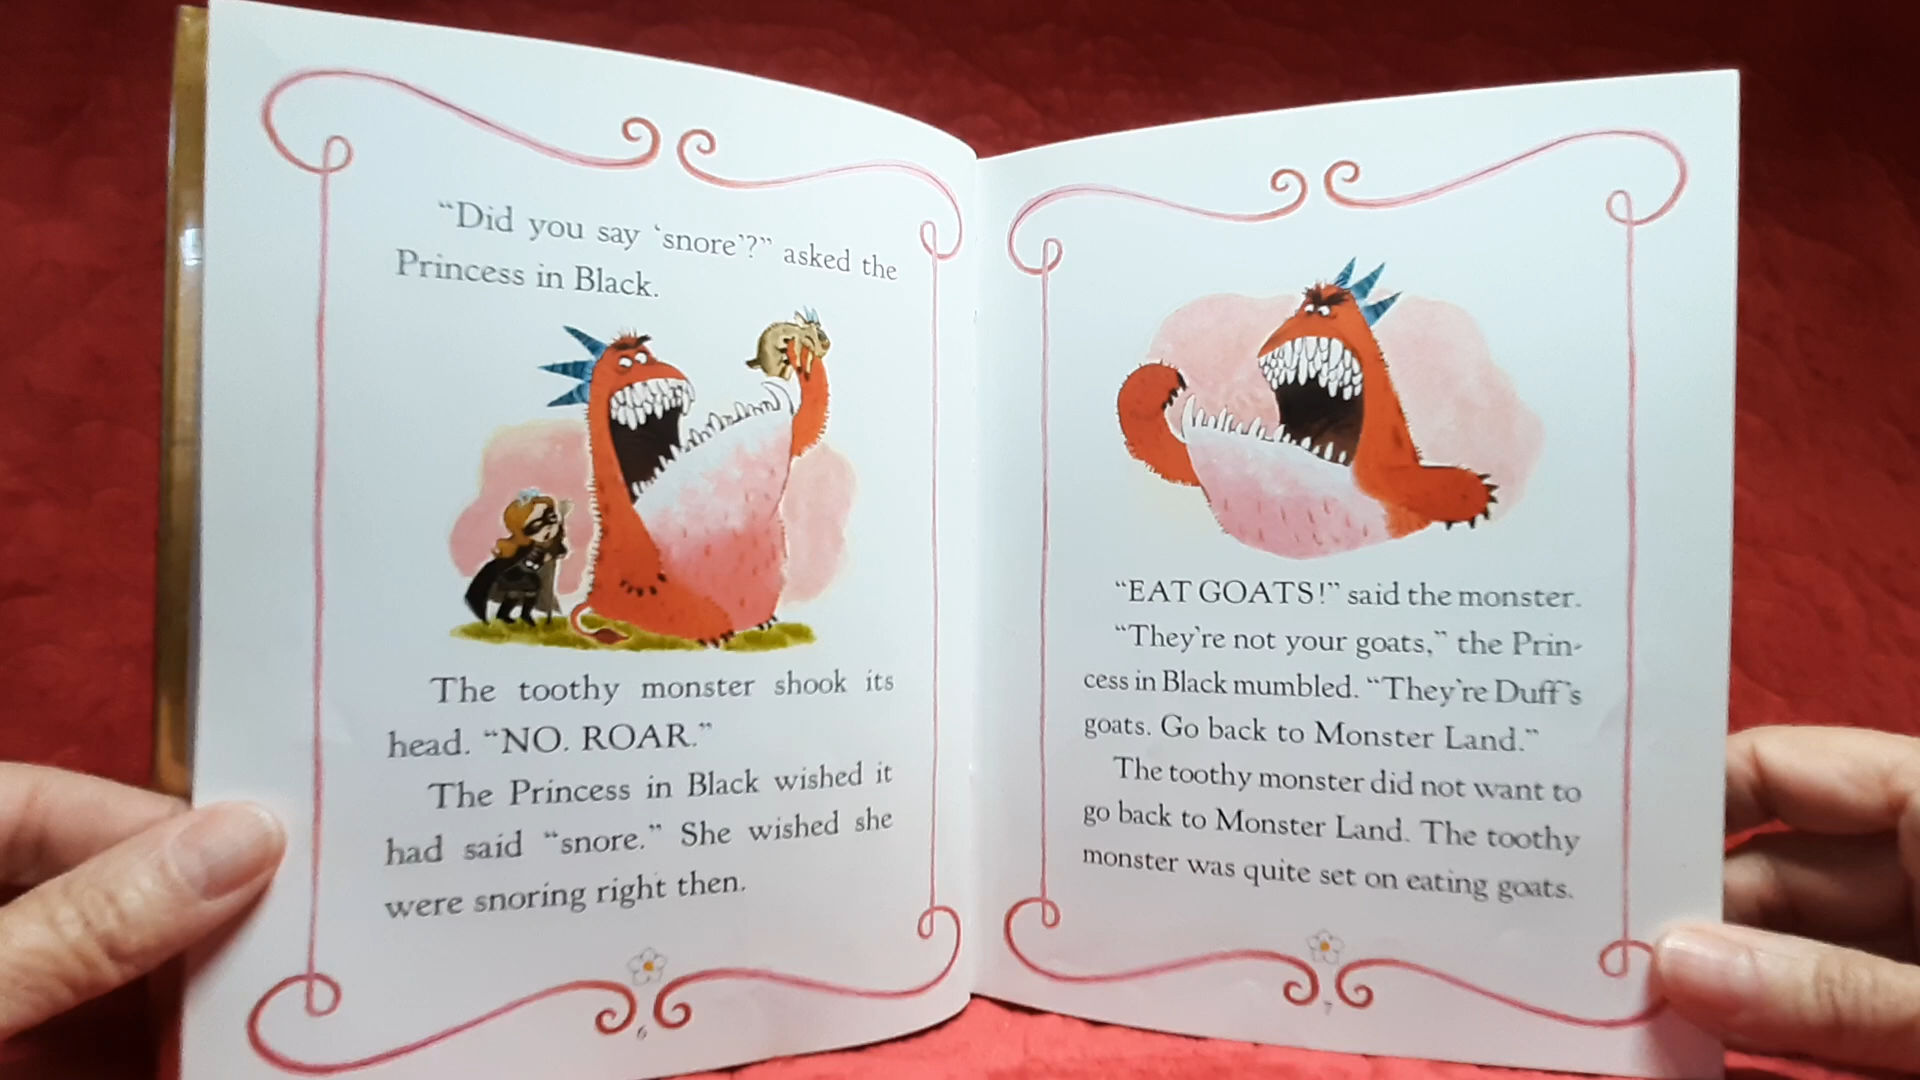 “Did you say ‘snore’?” asked the
Princess in Black.
The toothy monster shook its
head. “NO. ROAR.”
The Princess in Black wished it
had said “snore.” She wished she
were snoring right then.
6
“EAT GOATS!” said the monster.
“They’re not your goats,” the Prin-
cess in Black mumbled. “They’re Duff’s
goats. Go back to Monster Land.”
The toothy monster did not want to
go back to Monster Land. The toothy
monster was quite set on eating goats.
7